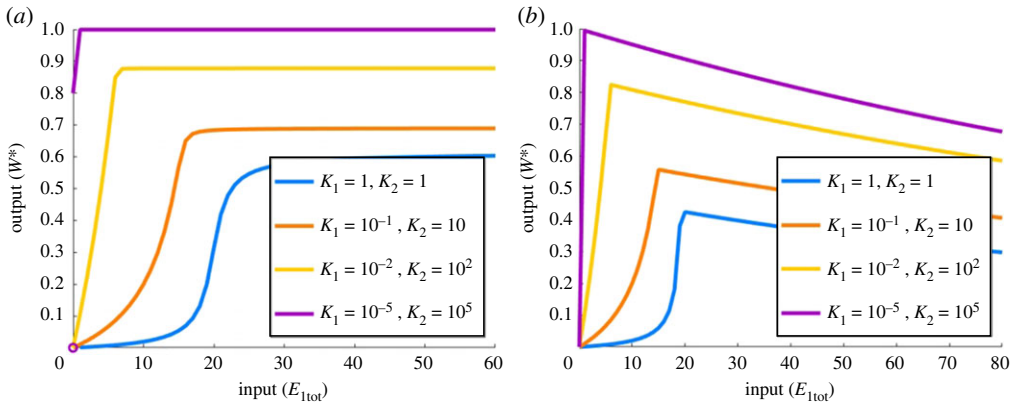 (a)
1.0
0.9
0.8
0.7
0.6
0.5
0.4
0.3
0.2
0.1
output (W*)
0 10 20 30 40 50 60
input (E₁tot)
K₁ = 1, K₂ = 1
K₁ = 10⁻¹ , K₂ = 10
K₁ = 10⁻² , K₂ = 10²
K₁ = 10⁻⁵ , K₂ = 10⁵
(b)
1.0
0.9
0.8
0.7
0.6
0.5
0.4
0.3
0.2
0.1
output (W*)
0 10 20 30 40 50 60 70 80
input (E₁tot)
K₁ = 1, K₂ = 1
K₁ = 10⁻¹ , K₂ = 10
K₁ = 10⁻² , K₂ = 10²
K₁ = 10⁻⁵ , K₂ = 10⁵